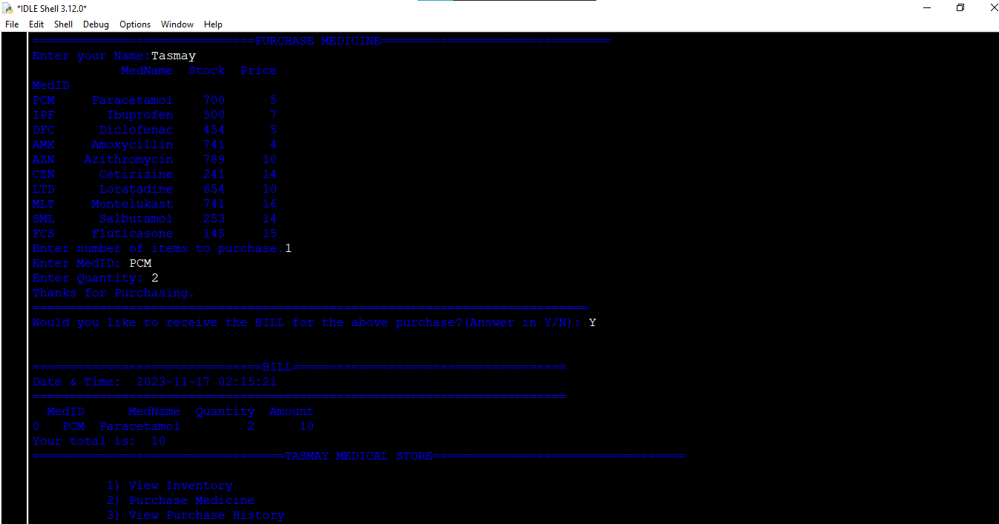 *IDLE Shell 3.12.0*
File Edit Shell Debug Options Window Help
==============================PURCHASE MEDICINE===============================
Enter your Name:Tasmay
            MedName  Stock  Price
MedID
PCM     Paracetamol    700      5
IPF       Ibuprofen    500      7
DFC      Diclofenac    454      5
AMX     Amoxycillin    741      4
AZN    Azithromycin    789     10
CZN      Cetirizine    241     14
LTD      Loratadine    654     10
MLT     Montelukast    741     16
SML      Salbutamol    253     14
FCS     Fluticasone    145     15
Enter number of items to purchase.1
Enter MedID: PCM
Enter Quantity: 2
Thanks for Purchasing.
===========================================================================
Would you like to receive the BILL for the above purchase?(Answer in Y/N): Y
===============================BILL=====================================
Date & Time:  2023-11-17 02:15:21
========================================================================
  MedID      MedName  Quantity  Amount
0   PCM  Paracetamol         2      10
Your total is:  10
==================================TASMAY MEDICAL STORE==================================
1) View Inventory
2) Purchase Medicine
3) View Purchase History